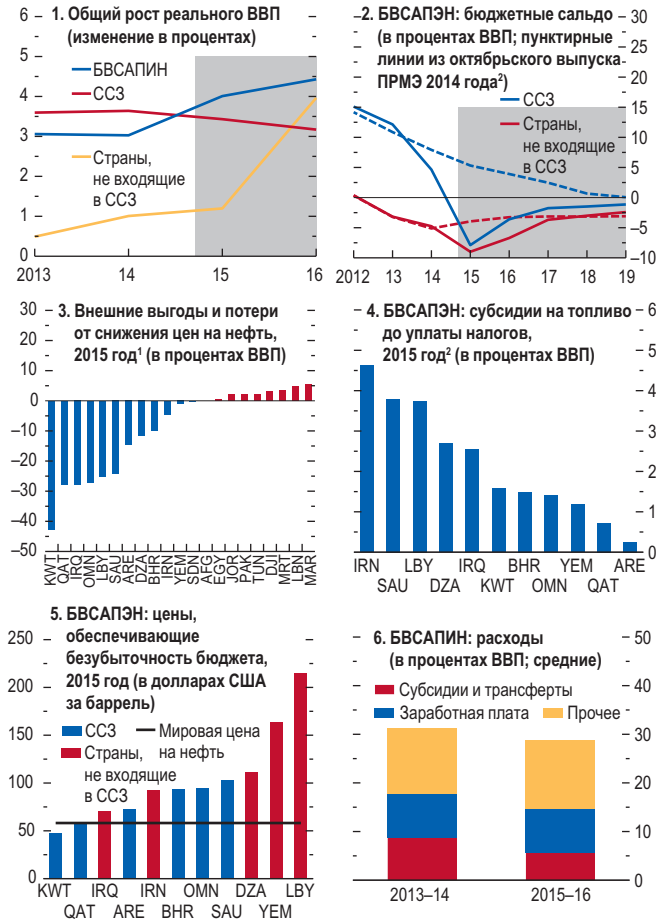 1. Общий рост реального ВВП
(изменение в процентах)
6
5
4
3
2
1
0
БВСАПИН
ССЗ
Страны,
не входящие
в ССЗ
2013
14
15
16
2. БВСАПЭН: бюджетные сальдо
(в процентах ВВП; пунктирные
линии из октябрьского выпуска
ПРМЭ 2014 года²)
30
25
20
15
10
5
0
–5
–10
ССЗ
Страны,
не входящие
в ССЗ
2012 13 14 15 16 17 18 19
3. Внешние выгоды и потери
от снижения цен на нефть,
2015 год¹ (в процентах ВВП)
30
20
10
0
–10
–20
–30
–40
–50
KWT
QAT
IRQ
OMN
LBY
SAU
ARE
DZA
BHR
IRN
YEM
SDN
AFG
EGY
JOR
PAK
TUN
DJI
MRT
LBN
MAR
4. БВСАПЭН: субсидии на топливо
до уплаты налогов,
2015 год² (в процентах ВВП)
6
5
4
3
2
1
0
IRN LBY IRQ BHR YEM ARE
SAU DZA KWT OMN QAT
5. БВСАПЭН: цены,
обеспечивающие
безубыточность бюджета,
2015 год (в долларах США
за баррель)
250
200
150
100
50
0
ССЗ
Страны,
не входящие
в ССЗ
Мировая цена
на нефть
KWT IRQ IRN OMN DZA LBY
QAT ARE BHR SAU YEM
6. БВСАПИН: расходы
(в процентах ВВП; средние)
50
40
30
20
10
0
Субсидии и трансферты
Заработная плата
Прочее
2013–14
2015–16